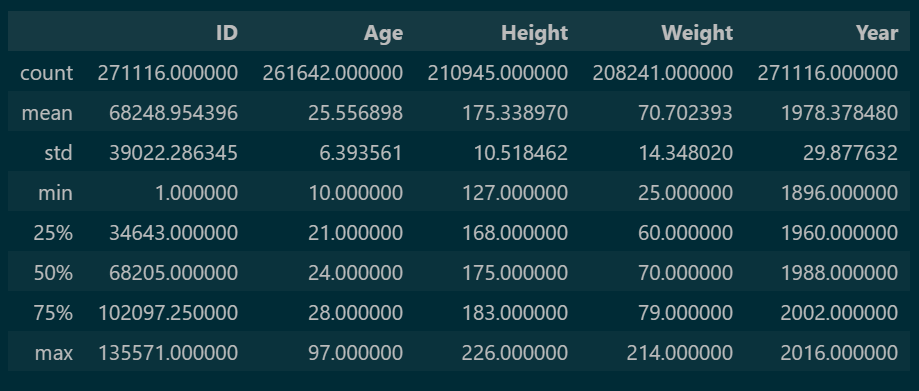 ID Age Height Weight Year
count 271116.000000 261642.000000 210945.000000 208241.000000 271116.000000
mean 68248.954396 25.556898 175.338970 70.702393 1978.378480
std 39022.286345 6.393561 10.518462 14.348020 29.877632
min 1.000000 10.000000 127.000000 25.000000 1896.000000
25% 34643.000000 21.000000 168.000000 60.000000 1960.000000
50% 68205.000000 24.000000 175.000000 70.000000 1988.000000
75% 102097.250000 28.000000 183.000000 79.000000 2002.000000
max 135571.000000 97.000000 226.000000 214.000000 2016.000000